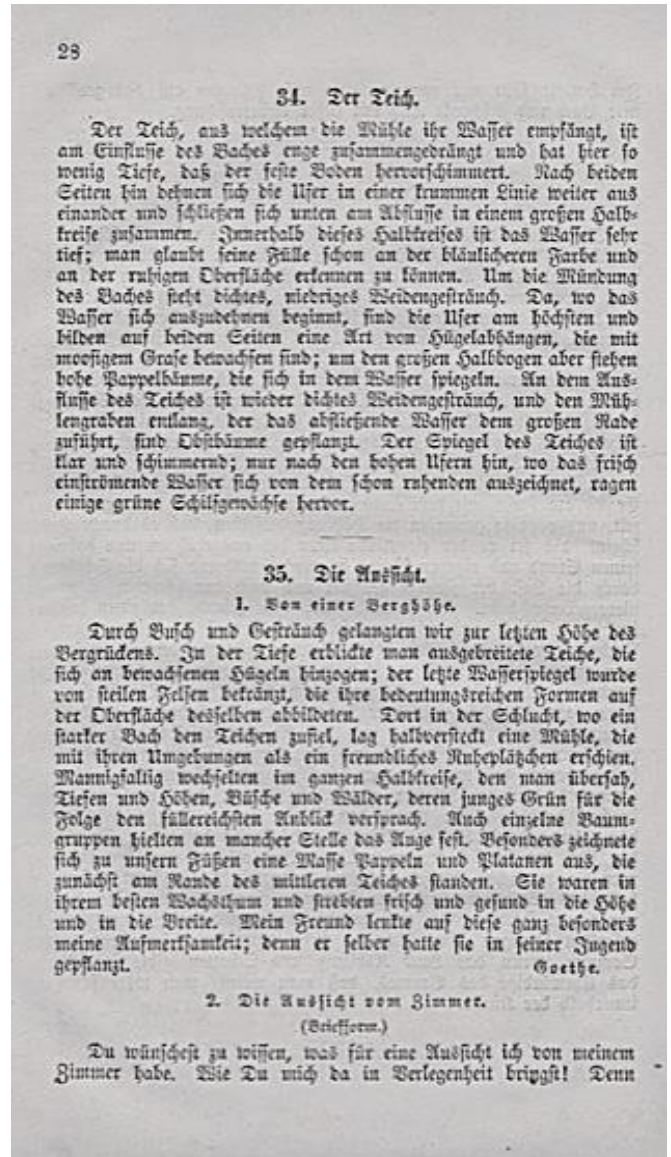 28
34. Der Teich.
Der Teich, aus welchem die Mühle ihr Wasser empfängt, ist
am Einflusse des Baches enge zusammengedrängt und hat hier so
wenig Tiefe, daß der feste Boden hervorschimmert. Nach beiden
Seiten hin dehnen sich die Ufer in einer krummen Linie weiter aus
einander und schließen sich unten am Abflusse in einem großen Halb-
kreise zusammen. Innerhalb dieses Halbkreises ist das Wasser sehr
tief; man glaubt seine Fülle schon an der bläulicheren Farbe und
an der ruhigen Oberfläche erkennen zu können. Um die Mündung
des Baches steht dichtes, niedriges Weidengesträuch. Da, wo das
Wasser sich auszudehnen beginnt, sind die Ufer am höchsten und
bilden auf beiden Seiten eine Art von Hügelabhängen, die mit
moosigem Grase bewachsen sind; um den großen Halbbogen aber stehen
hohe Pappelbäume, die sich in dem Wasser spiegeln. An dem Aus-
flusse des Teiches ist wieder dichtes Weidengesträuch, und den Müh-
lengraben entlang, der das abfließende Wasser dem großen Rade
zuführt, sind Obstbäume gepflanzt. Der Spiegel des Teiches ist
klar und schimmernd; nur nach den hohen Ufern hin, wo das frisch
einströmende Wasser sich von dem schon ruhenden auszeichnet, ragen
einige grüne Schilfgewächse hervor.
35. Die Aussicht.
1. Von einer Berghöhe.
Durch Busch und Gesträuch gelangten wir zur letzten Höhe des
Bergrückens. In der Tiefe erblickte man ausgebreitete Teiche, die
sich an bewachsenen Hügeln hinzogen; der letzte Wasserspiegel wurde
von steilen Felsen bekränzt, die ihre bedeutungsreichen Formen auf
der Oberfläche desselben abbildeten. Dort in der Schlucht, wo ein
starker Bach den Teichen zufiel, lag halbversteckt eine Mühle, die
mit ihren Umgebungen als ein freundliches Ruheplätzchen erschien.
Mannigfaltig wechselten im ganzen Halbkreise, den man übersah,
Tiefen und Höhen, Büsche und Wälder, deren junges Grün für die
Folge den füllereichsten Anblick versprach. Auch einzelne Baum-
gruppen hielten an mancher Stelle das Auge fest. Besonders zeichnete
sich zu unsern Füßen eine Masse Pappeln und Platanen aus, die
zunächst am Rande des mittleren Teiches standen. Sie waren in
ihrem besten Wachsthum und strebten frisch und gesund in die Höhe
und in die Breite. Mein Freund lenkte auf diese ganz besonders
meine Aufmerksamkeit; denn er selber hatte sie in seiner Jugend
gepflanzt. Goethe.
2. Die Aussicht vom Zimmer.
(Briefform.)
Du wünschest zu wissen, was für eine Aussicht ich von meinem
Zimmer habe. Wie Du mich da in Verlegenheit bringst! Denn